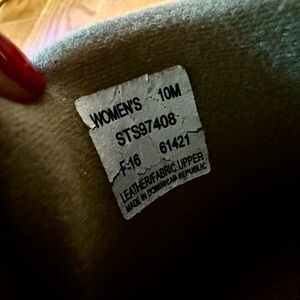 WOMEN'S 10M
STS97408
F-16 61421
LEATHER/FABRIC UPPER
MADE IN DOMINICAN REPUBLIC